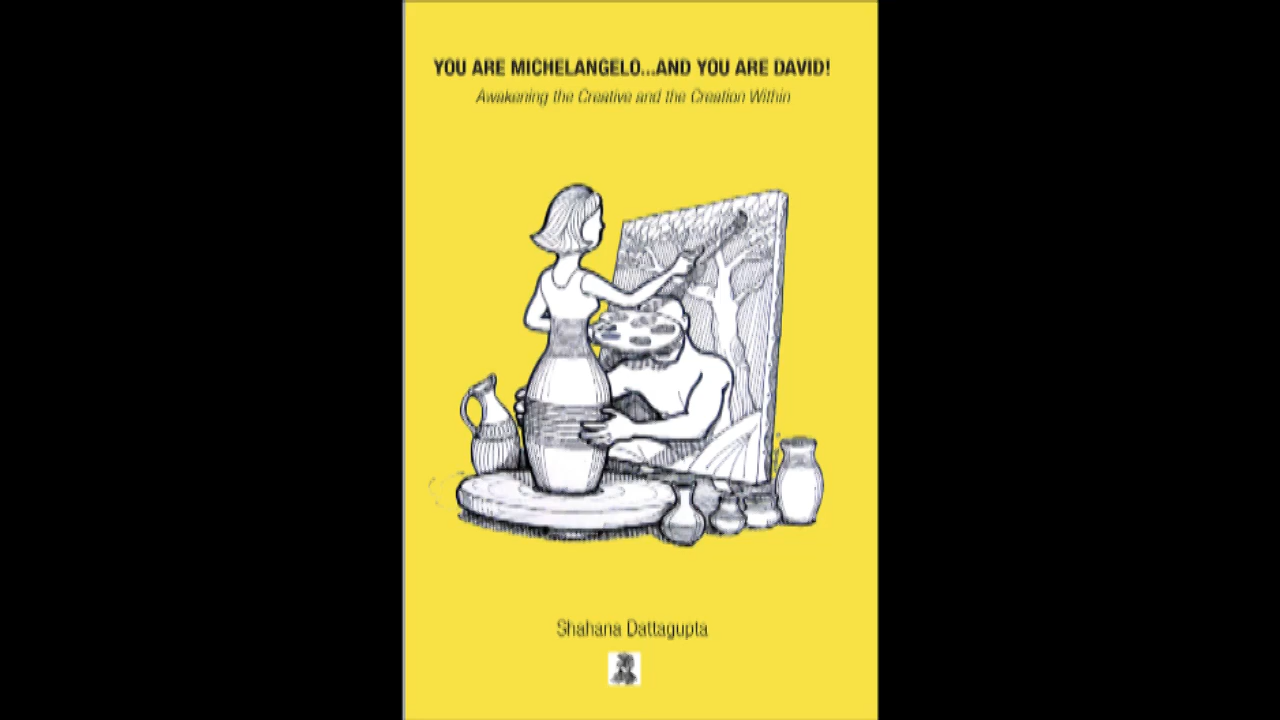 YOU ARE MICHELANGELO...AND YOU ARE DAVID!
Awakening the Creative and the Creation Within
Shahana Dattagupta